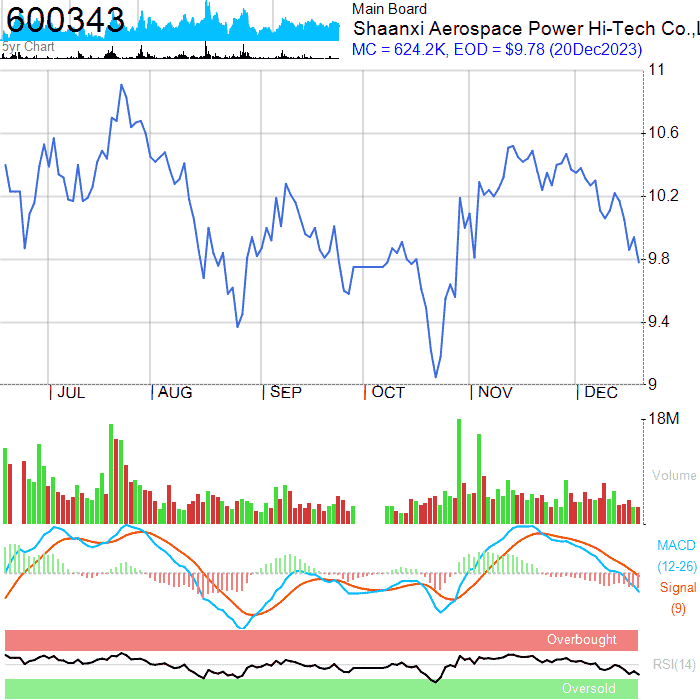 600343
5yr Chart
Main Board
Shaanxi Aerospace Power Hi-Tech Co.,L
MC = 624.2K, EOD = $9.78 (20Dec2023)
11
10.6
10.2
9.8
9.4
9
JUL AUG SEP OCT NOV DEC
18M
Volume
MACD
(12-26)
Signal
(9)
Overbought
RSI(14)
Oversold